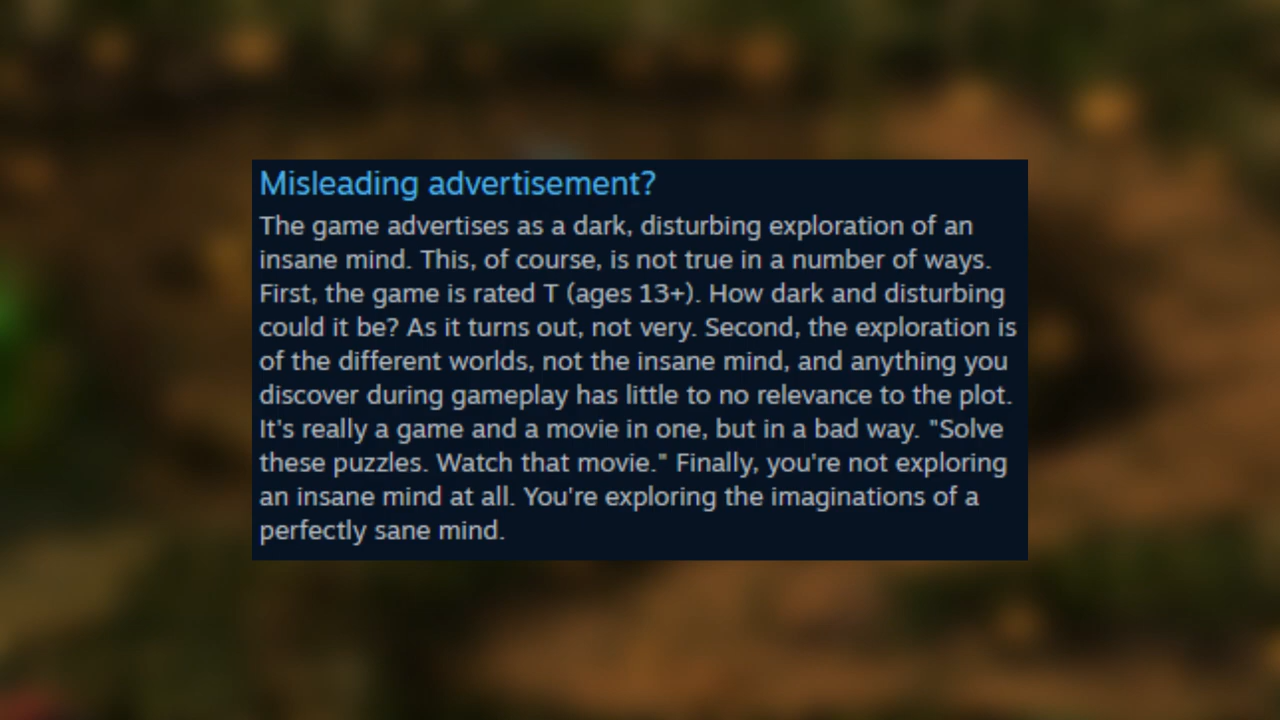 Misleading advertisement?
The game advertises as a dark, disturbing exploration of an
insane mind. This, of course, is not true in a number of ways.
First, the game is rated T (ages 13+). How dark and disturbing
could it be? As it turns out, not very. Second, the exploration is
of the different worlds, not the insane mind, and anything you
discover during gameplay has little to no relevance to the plot.
It's really a game and a movie in one, but in a bad way. "Solve
these puzzles. Watch that movie." Finally, you're not exploring
an insane mind at all. You're exploring the imaginations of a
perfectly sane mind.